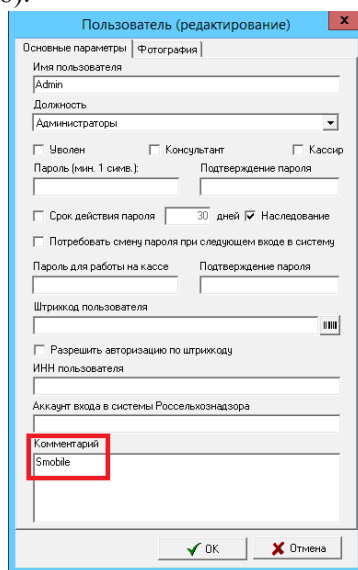 Пользователь (редактирование) x
Основные параметры Фотография
Имя пользователя
Admin
Должность
Администраторы
Уволен Консультант Кассир
Пароль (мин. 1 симв.): Подтверждение пароля
Срок действия пароля 30 дней Наследование
Потребовать смену пароля при следующем входе в систему
Пароль для работы на кассе Подтверждение пароля
Штрихкод пользователя
Разрешить авторизацию по штрихкоду
ИНН пользователя
Аккаунт входа в системы Россельхознадзора
Комментарий
Smobile
OK Отмена